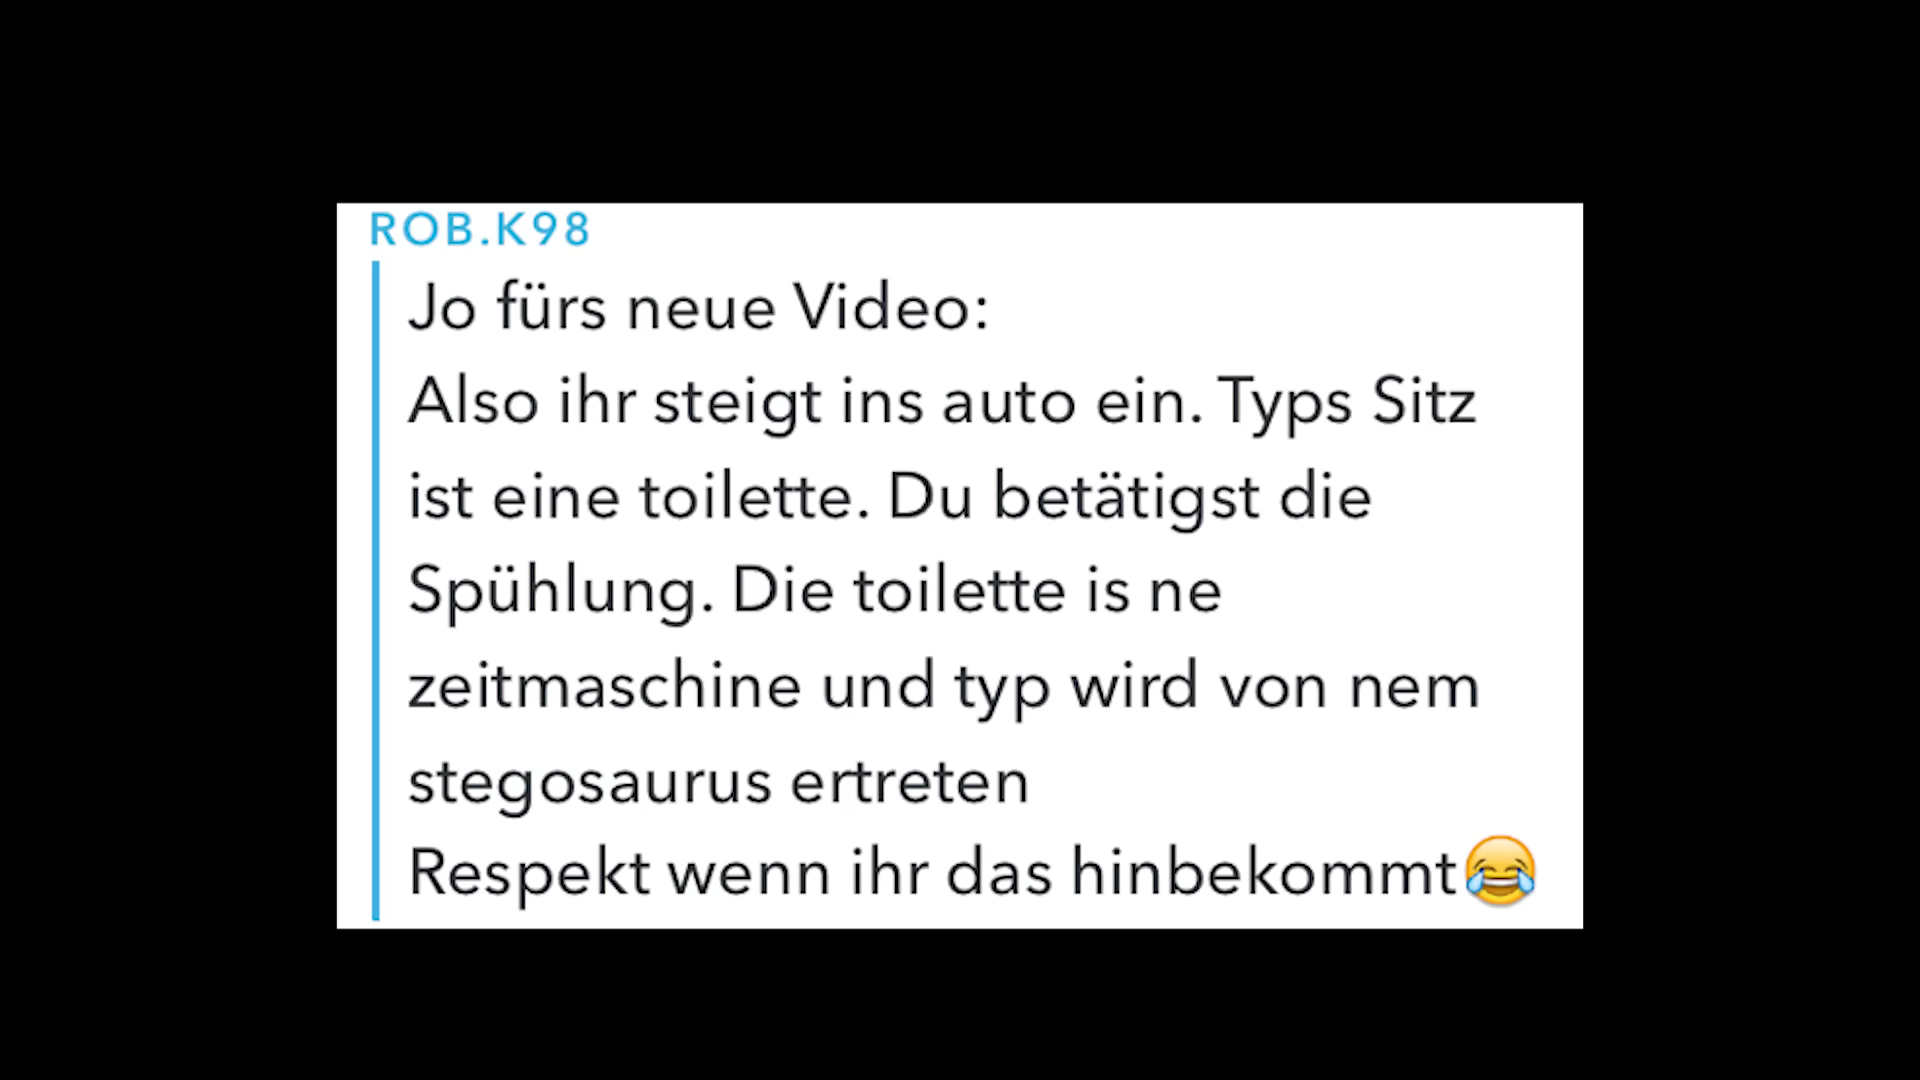 ROB.K98
Jo fürs neue Video:
Also ihr steigt ins auto ein. Typs Sitz
ist eine toilette. Du betätigst die
Spühlung. Die toilette is ne
zeitmaschine und typ wird von nem
stegosaurus ertreten
Respekt wenn ihr das hinbekommt😂